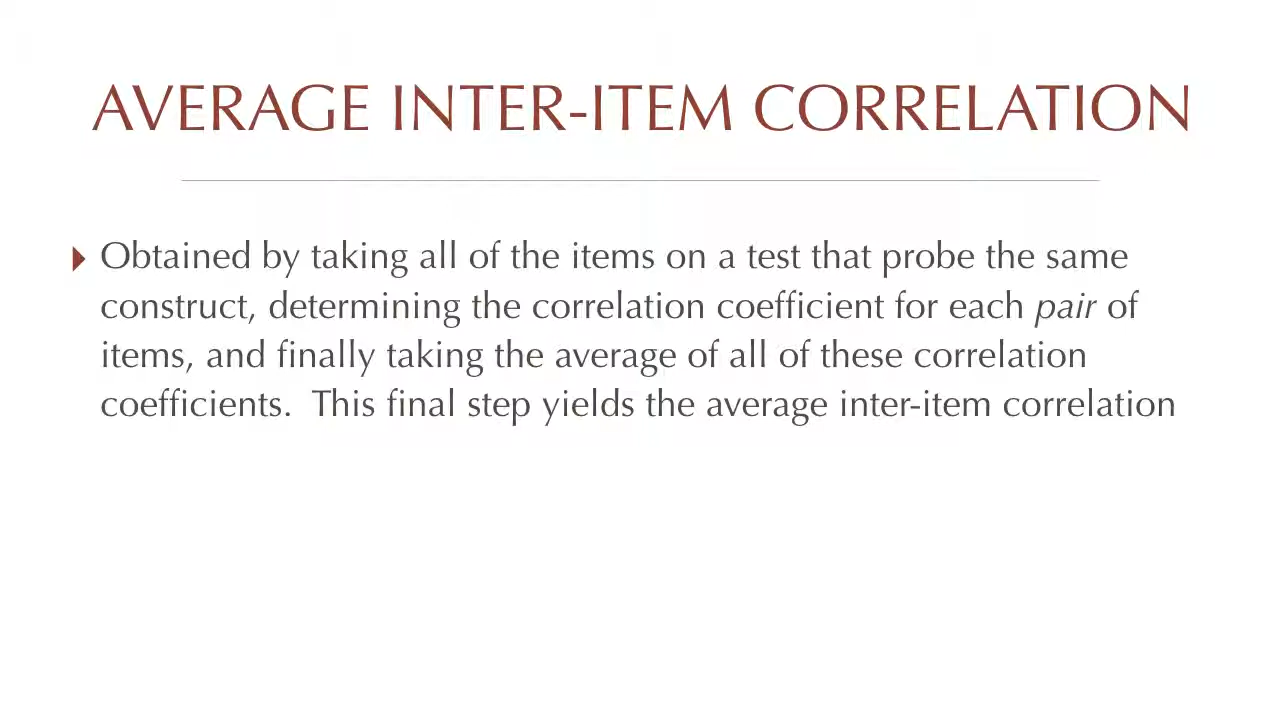 AVERAGE INTER-ITEM CORRELATION
Obtained by taking all of the items on a test that probe the same
construct, determining the correlation coefficient for each pair of
items, and finally taking the average of all of these correlation
coefficients.  This final step yields the average inter-item correlation